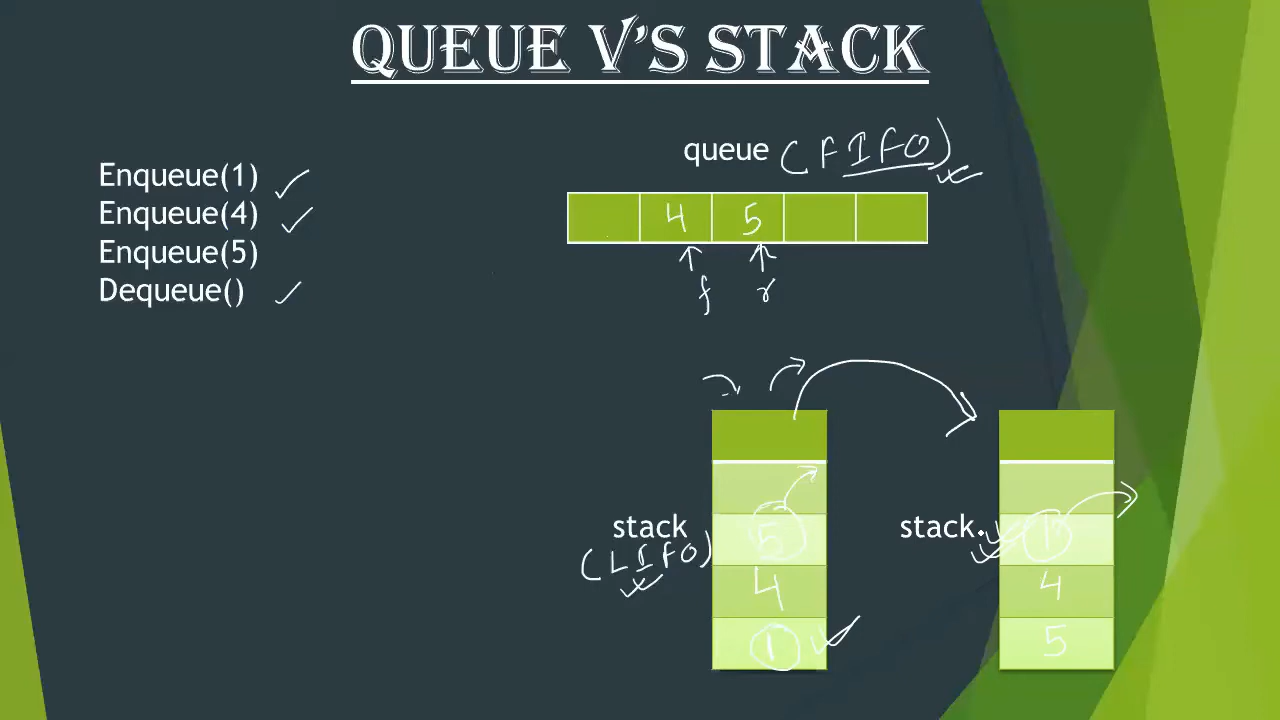 QUEUE V'S STACK
Enqueue(1)
Enqueue(4)
Enqueue(5)
Dequeue()
queue (FIFO)
4 5
f r
stack
(LIFO)
5
4
1
stack.
1
4
5